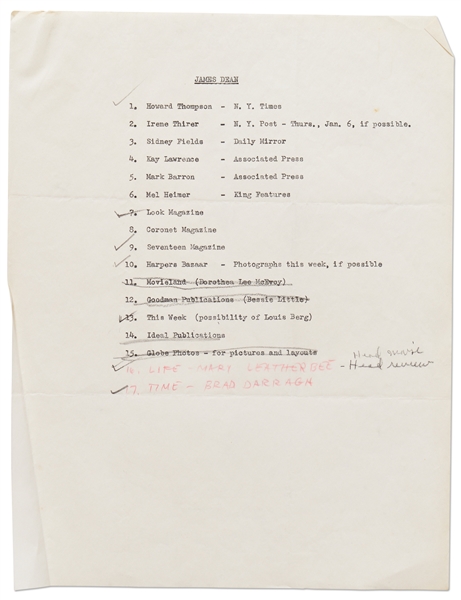 JAMES DEAN
1. Howard Thompson - N. Y. Times
2. Irene Thirer - N. Y. Post - Thurs., Jan. 6, if possible.
3. Sidney Fields - Daily Mirror
4. Kay Lawrence - Associated Press
5. Mark Barron - Associated Press
6. Mel Heimer - King Features
7. Look Magazine
8. Coronet Magazine
9. Seventeen Magazine
10. Harpers Bazaar - Photographs this week, if possible
11. Movieland (Dorothea Lee McEvoy)
12. Goodman Publications (Bessie Little)
13. This Week (possibility of Louis Berg)
14. Ideal Publications
15. Globe Photos - for pictures and layouts
16. LIFE - MARY LEATHERBEE - Head review
17. TIME - BRAD DARRAGH